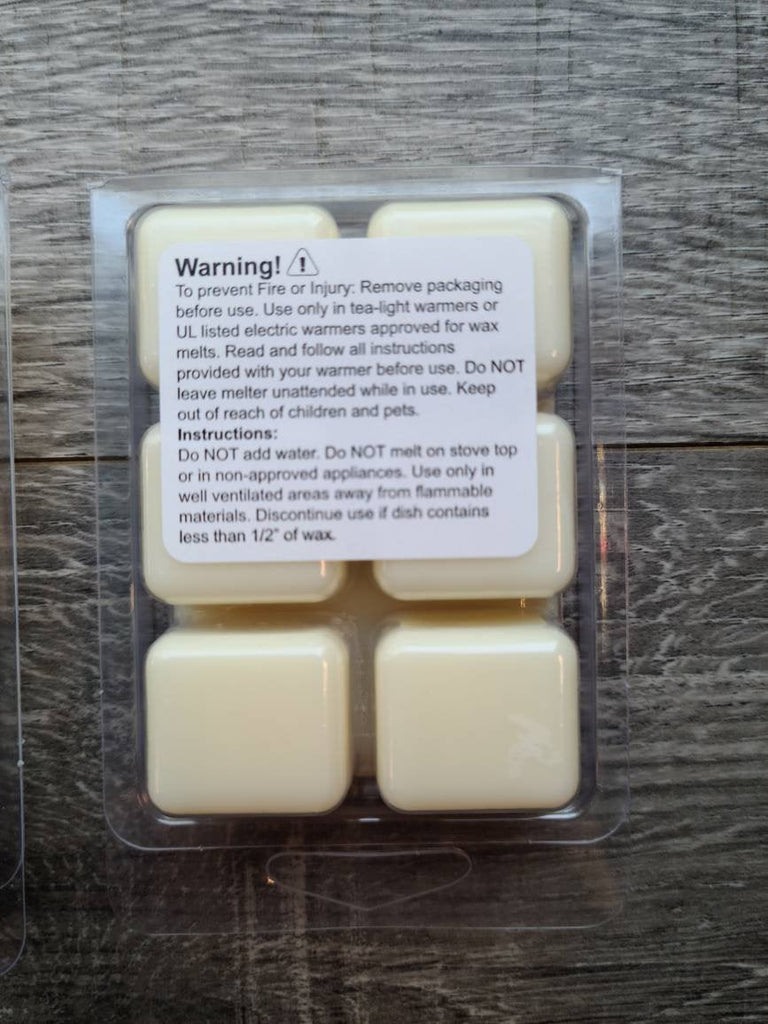 Warning!
To prevent Fire or Injury: Remove packaging
before use. Use only in tea-light warmers or
UL listed electric warmers approved for wax
melts. Read and follow all instructions
provided with your warmer before use. Do NOT
leave melter unattended while in use. Keep
out of reach of children and pets.
Instructions:
Do NOT add water. Do NOT melt on stove top
or in non-approved appliances. Use only in
well ventilated areas away from flammable
materials. Discontinue use if dish contains
less than 1/2" of wax.